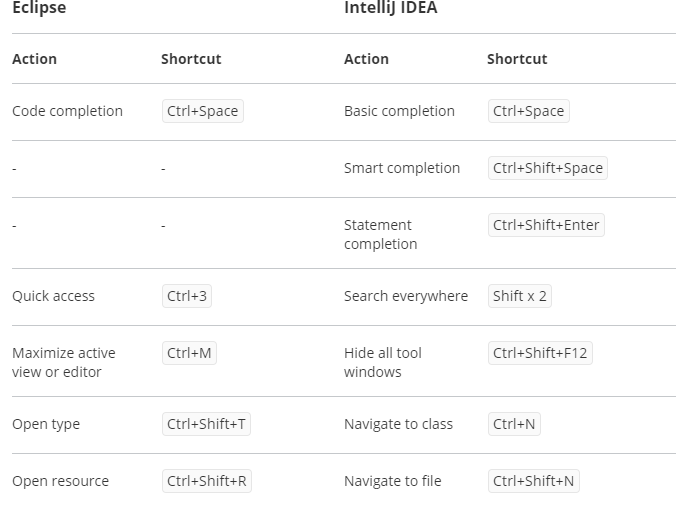 Eclipse IntelliJ IDEA
Action Shortcut Action Shortcut
Code completion Ctrl+Space Basic completion Ctrl+Space
- - Smart completion Ctrl+Shift+Space
- - Statement Ctrl+Shift+Enter
completion
Quick access Ctrl+3 Search everywhere Shift x 2
Maximize active Ctrl+M Hide all tool Ctrl+Shift+F12
view or editor windows
Open type Ctrl+Shift+T Navigate to class Ctrl+N
Open resource Ctrl+Shift+R Navigate to file Ctrl+Shift+N